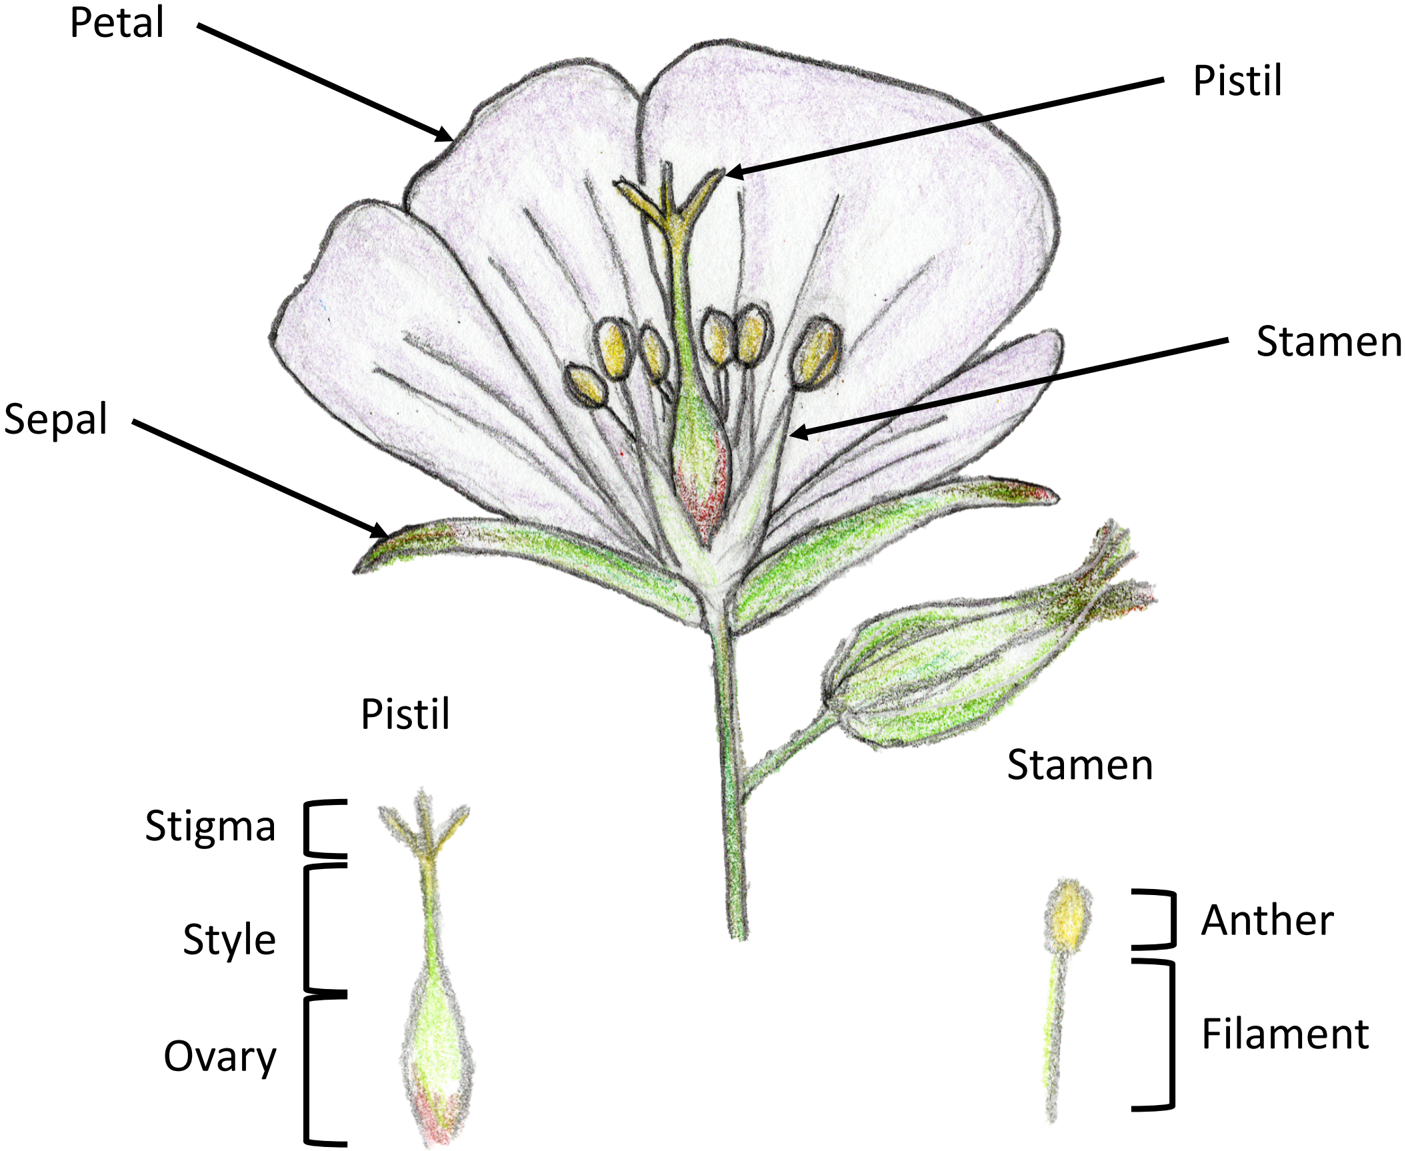 Petal
Pistil
Stamen
Sepal
Pistil
Stamen
Stigma
Style
Ovary
Anther
Filament